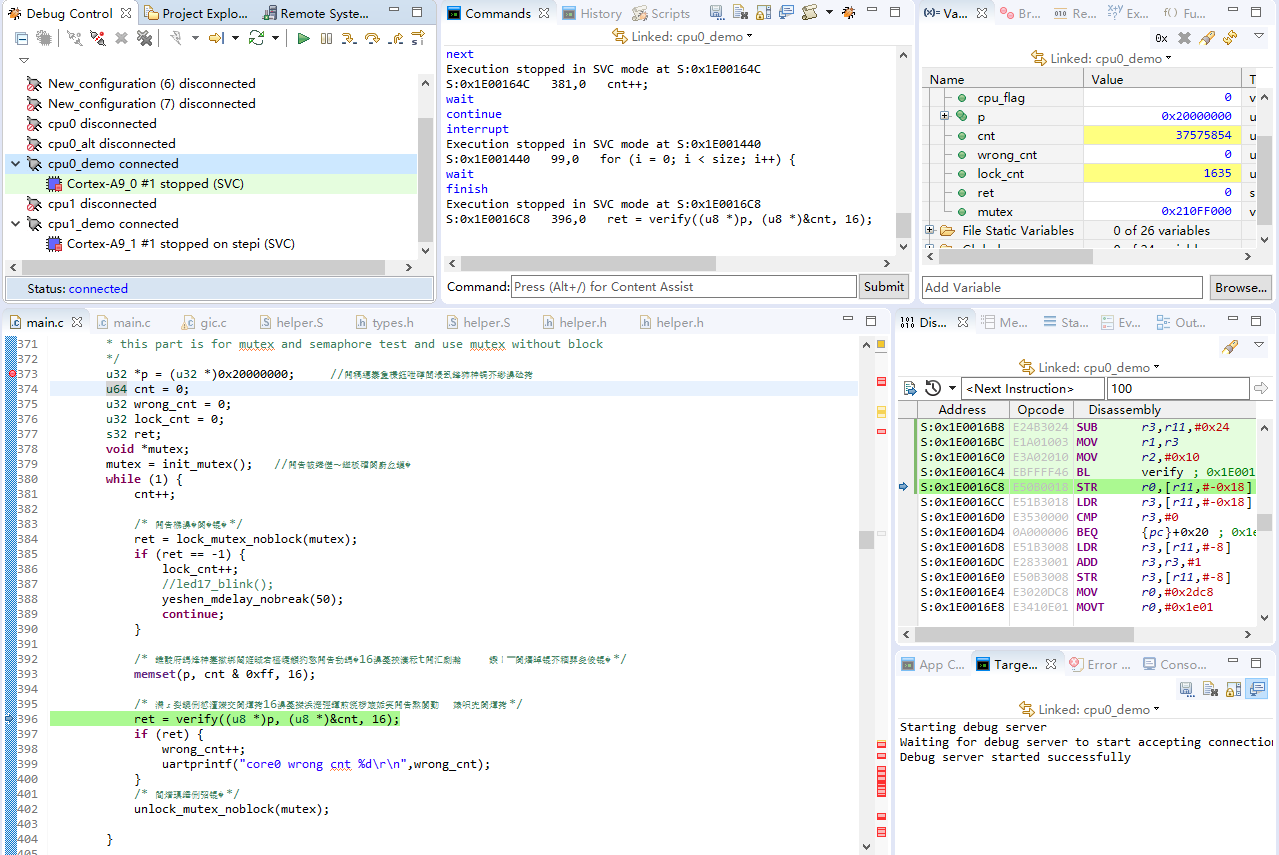 Debug Control
Project Explo...
Remote Syste...
New_configuration (6) disconnected
New_configuration (7) disconnected
cpu0 disconnected
cpu0_alt disconnected
cpu0_demo connected
Cortex-A9_0 #1 stopped (SVC)
cpu1 disconnected
cpu1_demo connected
Cortex-A9_1 #1 stopped on stepi (SVC)
Status: connected
Commands
History
Scripts
Linked: cpu0_demo
next
Execution stopped in SVC mode at S:0x1E00164C
S:0x1E00164C 381,0 cnt++;
wait
continue
interrupt
Execution stopped in SVC mode at S:0x1E001440
S:0x1E001440 99,0 for (i = 0; i < size; i++) {
wait
finish
Execution stopped in SVC mode at S:0x1E0016C8
S:0x1E0016C8 396,0 ret = verify((u8 *)p, (u8 *)&cnt, 16);
Command: Press (Alt+/) for Content Assist
Submit
(x)= Va...
Br...
Re...
Ex...
Fu...
0x
Linked: cpu0_demo
Name Value T
cpu_flag 0 v
p 0x20000000 u
cnt 37575854 u
wrong_cnt 0 u
lock_cnt 1635 u
ret 0 s
mutex 0x210FF000 v
File Static Variables 0 of 26 variables
Add Variable
Browse...
main.c
main.c
gic.c
helper.S
types.h
helper.S
helper.h
helper.h
371 * this part is for mutex and semaphore test and use mutex without block
372 */
373 u32 *p = (u32 *)0x20000000; //
374 u64 cnt = 0;
375 u32 wrong_cnt = 0;
376 u32 lock_cnt = 0;
377 s32 ret;
378 void *mutex;
379 mutex = init_mutex(); //
380 while (1) {
381 cnt++;
382
383 /* */
384 ret = lock_mutex_noblock(mutex);
385 if (ret == -1) {
386 lock_cnt++;
387 //led17_blink();
388 yeshen_mdelay_nobreak(50);
389 continue;
390 }
391
392 /* */
393 memset(p, cnt & 0xff, 16);
394
395 /* */
396 ret = verify((u8 *)p, (u8 *)&cnt, 16);
397 if (ret) {
398 wrong_cnt++;
399 uartprintf("core0 wrong cnt %d\r\n",wrong_cnt);
400 }
401 /* */
402 unlock_mutex_noblock(mutex);
403
404 }
405
Dis...
Me...
Sta...
Ev...
Out...
Linked: cpu0_demo
<Next Instruction>
100
Address Opcode Disassembly
S:0x1E0016B8 E24B3024 SUB r3,r11,#0x24
S:0x1E0016BC E1A01003 MOV r1,r3
S:0x1E0016C0 E3A02010 MOV r2,#0x10
S:0x1E0016C4 EBFFFF46 BL verify ; 0x1E001
S:0x1E0016C8 E50B0018 STR r0,[r11,#-0x18]
S:0x1E0016CC E51B3018 LDR r3,[r11,#-0x18]
S:0x1E0016D0 E3530000 CMP r3,#0
S:0x1E0016D4 0A000006 BEQ {pc}+0x20 ; 0x1e
S:0x1E0016D8 E51B3008 LDR r3,[r11,#-8]
S:0x1E0016DC E2833001 ADD r3,r3,#1
S:0x1E0016E0 E50B3008 STR r3,[r11,#-8]
S:0x1E0016E4 E3020DC8 MOV r0,#0x2dc8
S:0x1E0016E8 E3410E01 MOVT r0,#0x1e01
App C...
Targe...
Error ...
Conso...
Linked: cpu0_demo
Starting debug server
Waiting for debug server to start accepting connection
Debug server started successfully